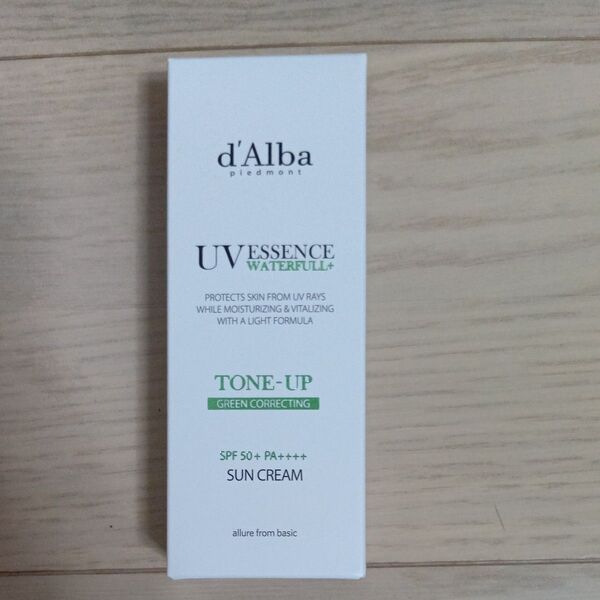 d'Alba
piedmont
UV ESSENCE
WATERFULL+
PROTECTS SKIN FROM UV RAYS
WHILE MOISTURIZING & VITALIZING
WITH A LIGHT FORMULA
TONE-UP
GREEN CORRECTING
SPF 50+ PA++++
SUN CREAM
allure from basic